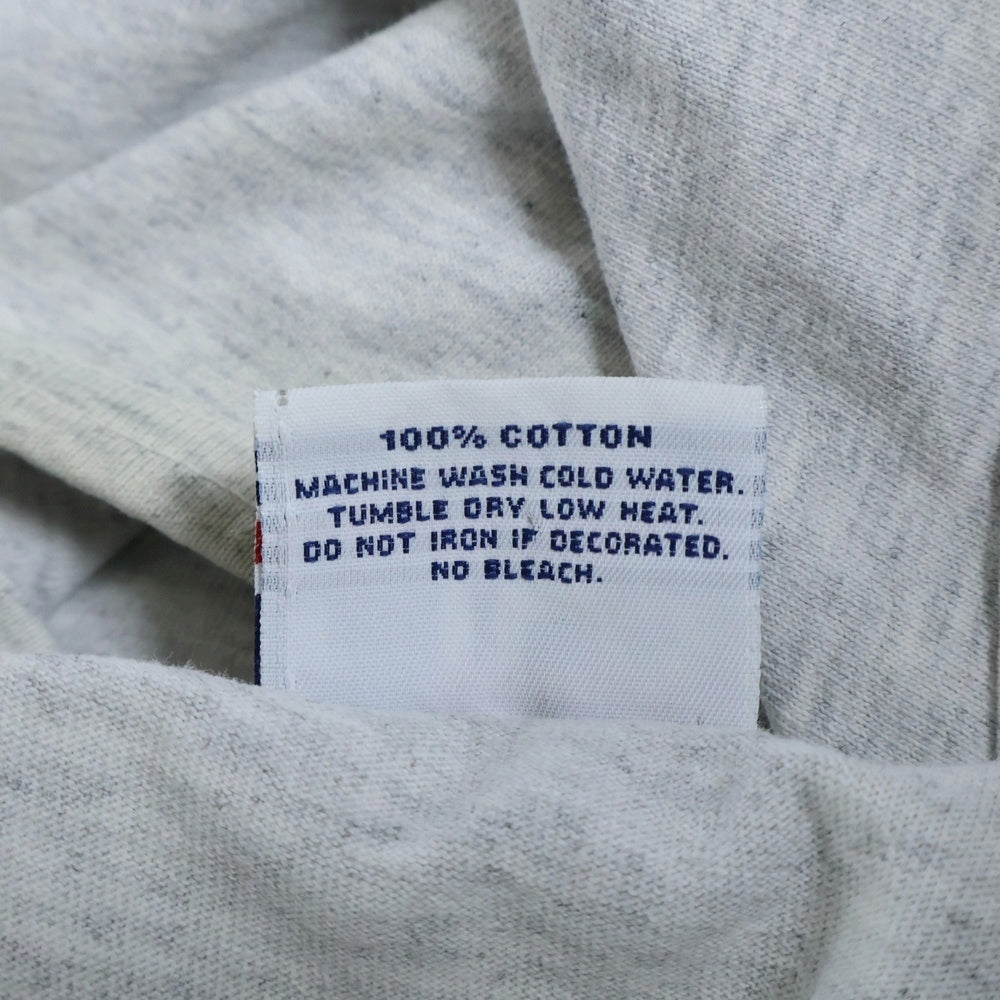 100% COTTON
MACHINE WASH COLD WATER.
TUMBLE DRY LOW HEAT.
DO NOT IRON IF DECORATED.
NO BLEACH.